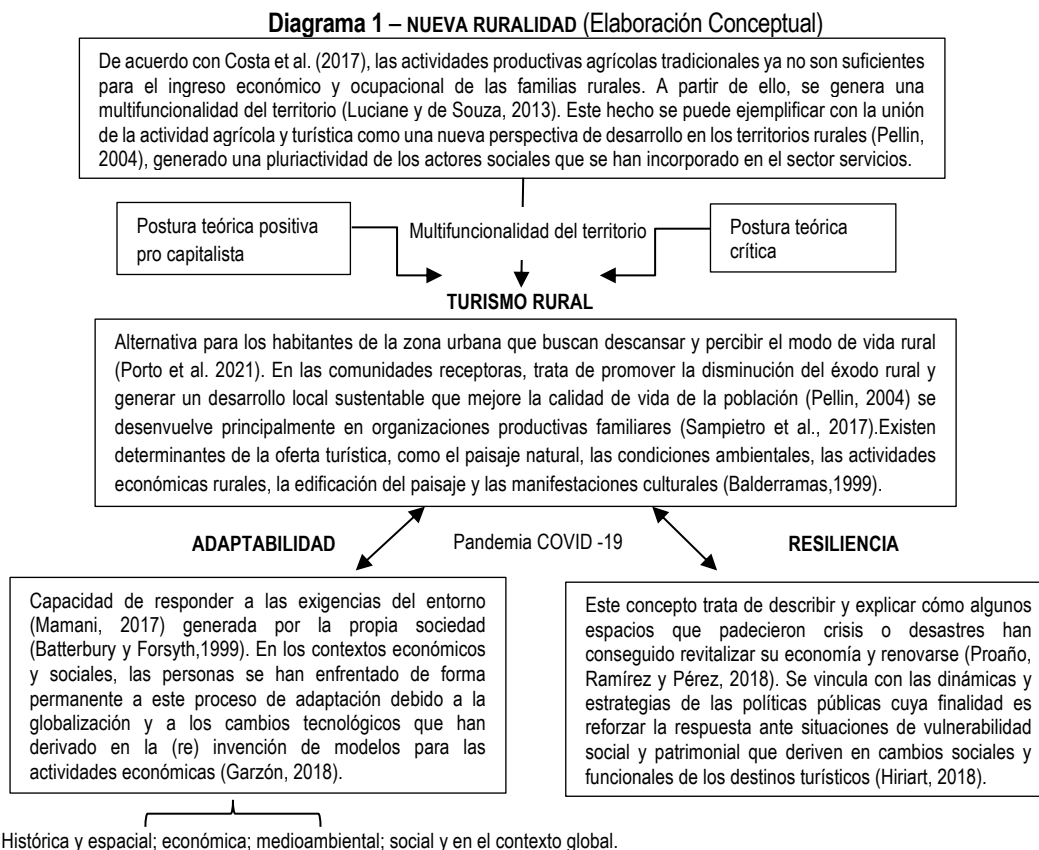 Diagrama 1 – NUEVA RURALIDAD (Elaboración Conceptual)
De acuerdo con Costa et al. (2017), las actividades productivas agrícolas tradicionales ya no son suficientes
para el ingreso económico y ocupacional de las familias rurales. A partir de ello, se genera una
multifuncionalidad del territorio (Luciane y de Souza, 2013). Este hecho se puede ejemplificar con la unión
de la actividad agrícola y turística como una nueva perspectiva de desarrollo en los territorios rurales (Pellin,
2004), generado una pluriactividad de los actores sociales que se han incorporado en el sector servicios.
Postura teórica positiva
pro capitalista
Multifuncionalidad del territorio
Postura teórica
crítica
TURISMO RURAL
Alternativa para los habitantes de la zona urbana que buscan descansar y percibir el modo de vida rural
(Porto et al. 2021). En las comunidades receptoras, trata de promover la disminución del éxodo rural y
generar un desarrollo local sustentable que mejore la calidad de vida de la población (Pellin, 2004) se
desenvuelve principalmente en organizaciones productivas familiares (Sampietro et al., 2017).Existen
determinantes de la oferta turística, como el paisaje natural, las condiciones ambientales, las actividades
económicas rurales, la edificación del paisaje y las manifestaciones culturales (Balderramas,1999).
ADAPTABILIDAD
Pandemia COVID -19
RESILIENCIA
Capacidad de responder a las exigencias del entorno
(Mamani, 2017) generada por la propia sociedad
(Batterbury y Forsyth,1999). En los contextos económicos
y sociales, las personas se han enfrentado de forma
permanente a este proceso de adaptación debido a la
globalización y a los cambios tecnológicos que han
derivado en la (re) invención de modelos para las
actividades económicas (Garzón, 2018).
Este concepto trata de describir y explicar cómo algunos
espacios que padecieron crisis o desastres han
conseguido revitalizar su economía y renovarse (Proaño,
Ramírez y Pérez, 2018). Se vincula con las dinámicas y
estrategias de las políticas públicas cuya finalidad es
reforzar la respuesta ante situaciones de vulnerabilidad
social y patrimonial que deriven en cambios sociales y
funcionales de los destinos turísticos (Hiriart, 2018).
Histórica y espacial; económica; medioambiental; social y en el contexto global.